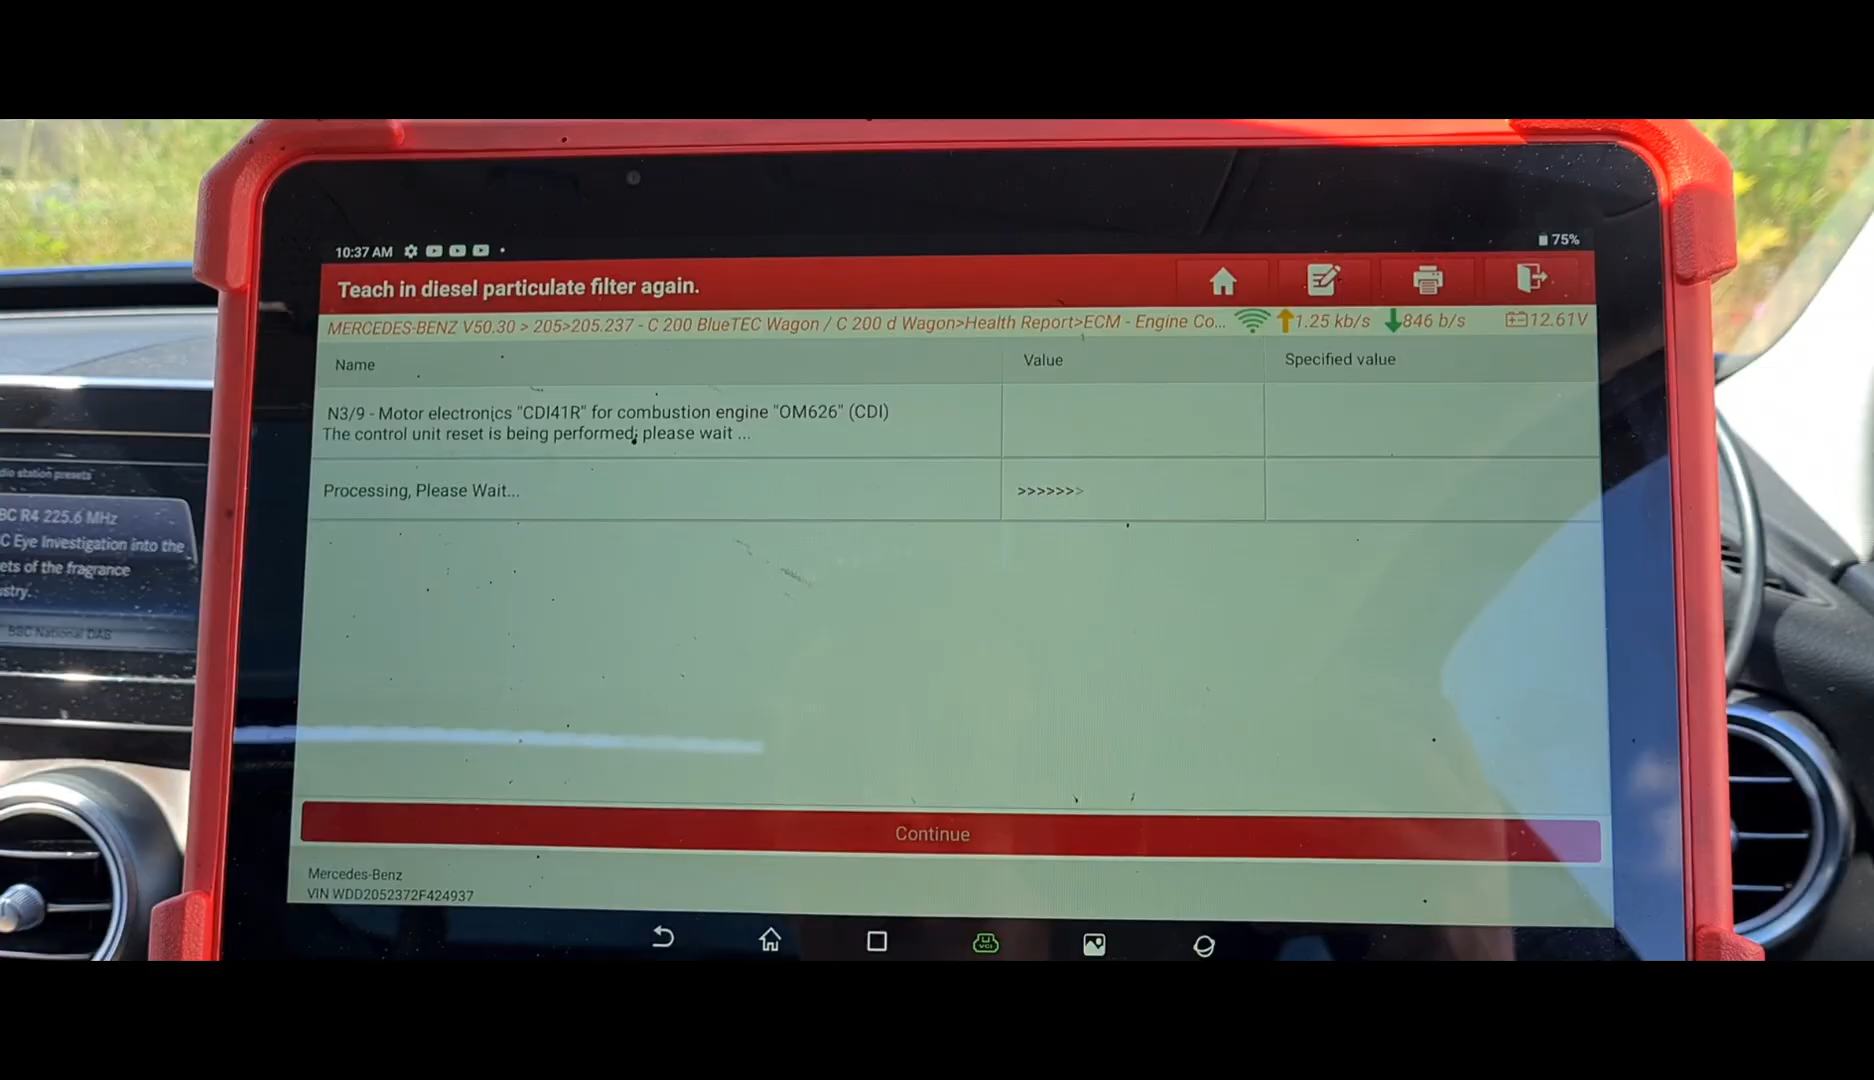 10:37 AM
75%
Teach in diesel particulate filter again.
MERCEDES-BENZ V50.30 > 205>205.237 - C 200 BlueTEC Wagon / C 200 d Wagon>Health Report>ECM - Engine Co... 1.25 kb/s 846 b/s 12.61V
Name Value Specified value
N3/9 - Motor electronics "CDI41R" for combustion engine "OM626" (CDI)
The control unit reset is being performed; please wait ...
Processing, Please Wait... >>>>>>>
Continue
Mercedes-Benz
VIN WDD2052372F424937
VCI
dio station presets
BC R4 225.6 MHz
C Eye Investigation into the
ets of the fragrance
stry.
BBC National DAB